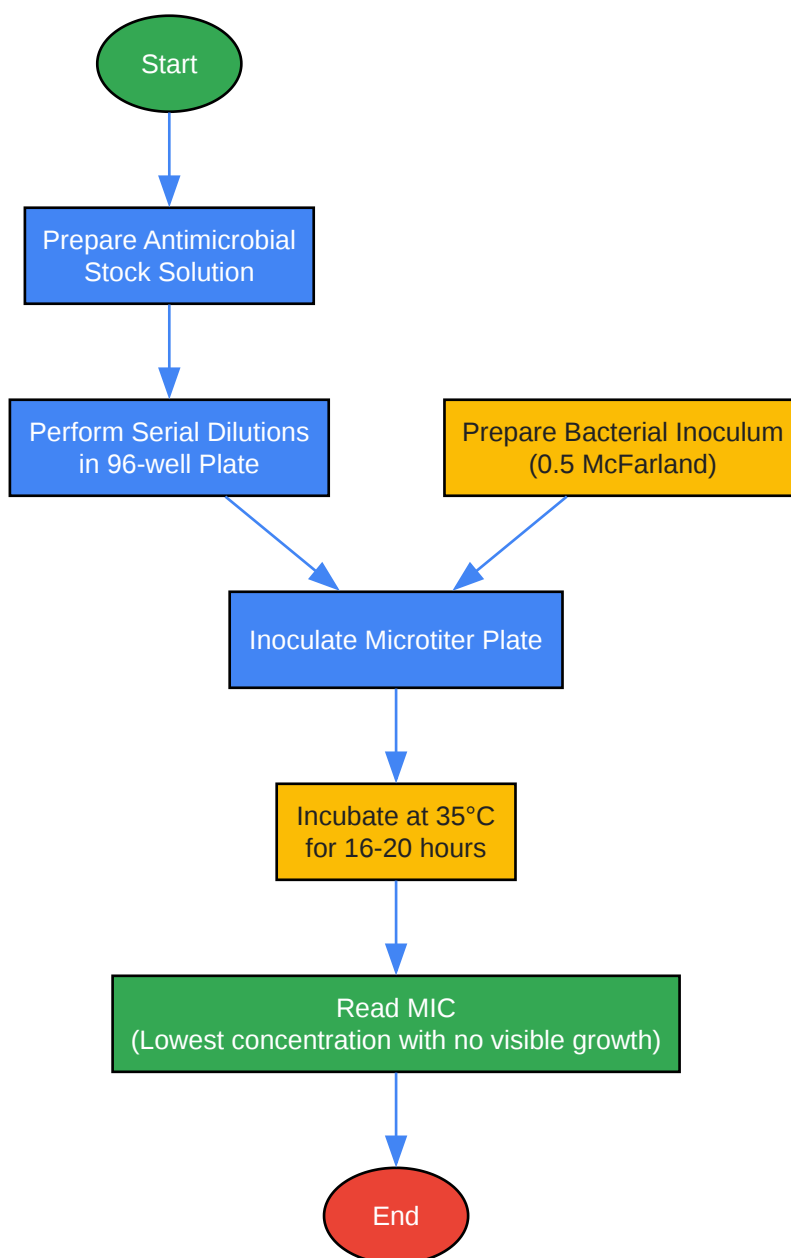 Start
Prepare Antimicrobial
Stock Solution
Perform Serial Dilutions
in 96-well Plate
Prepare Bacterial Inoculum
(0.5 McFarland)
Inoculate Microtiter Plate
Incubate at 35°C
for 16-20 hours
Read MIC
(Lowest concentration with no visible growth)
End